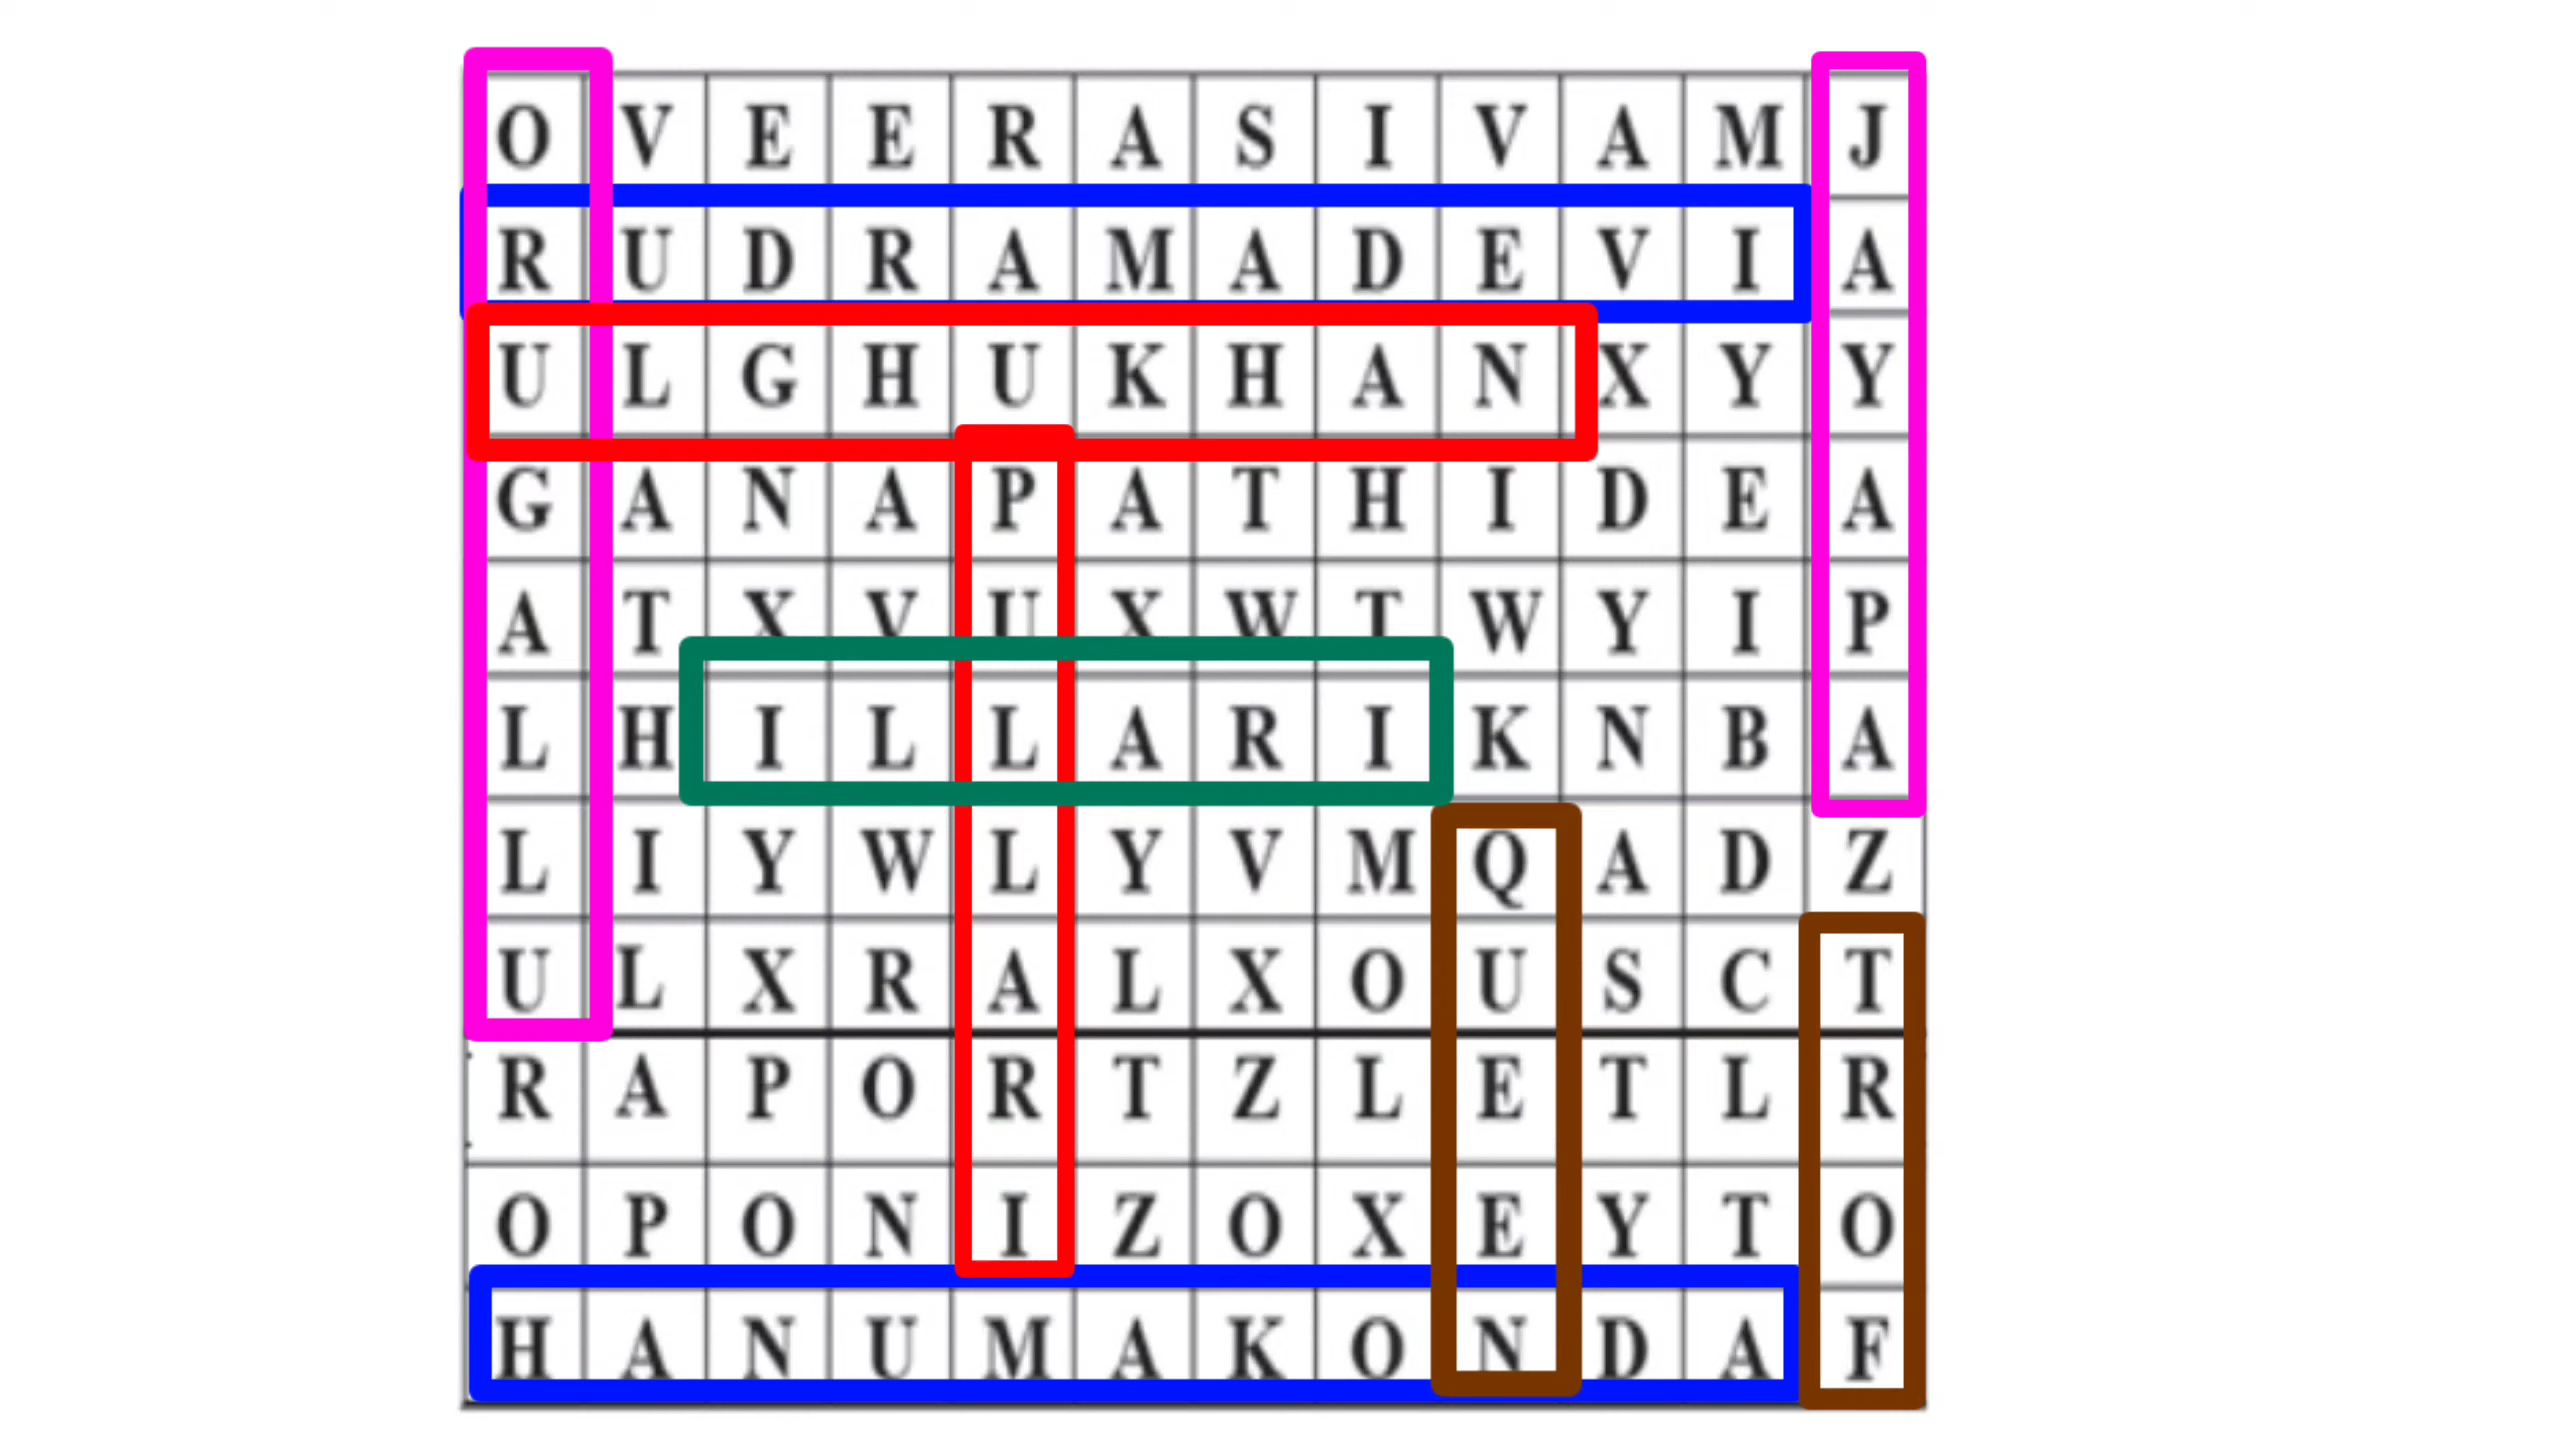 O V E E R A S I V A M J
R U D R A M A D E V I A
U L G H U K H A N X Y Y
G A N A P A T H I D E A
A T X V U X W T W Y I P
L H I L L A R I K N B A
L I Y W L Y V M Q A D Z
U L X R A L X O U S C T
R A P O R T Z L E T L R
O P O N I Z O X E Y T O
H A N U M A K O N D A F